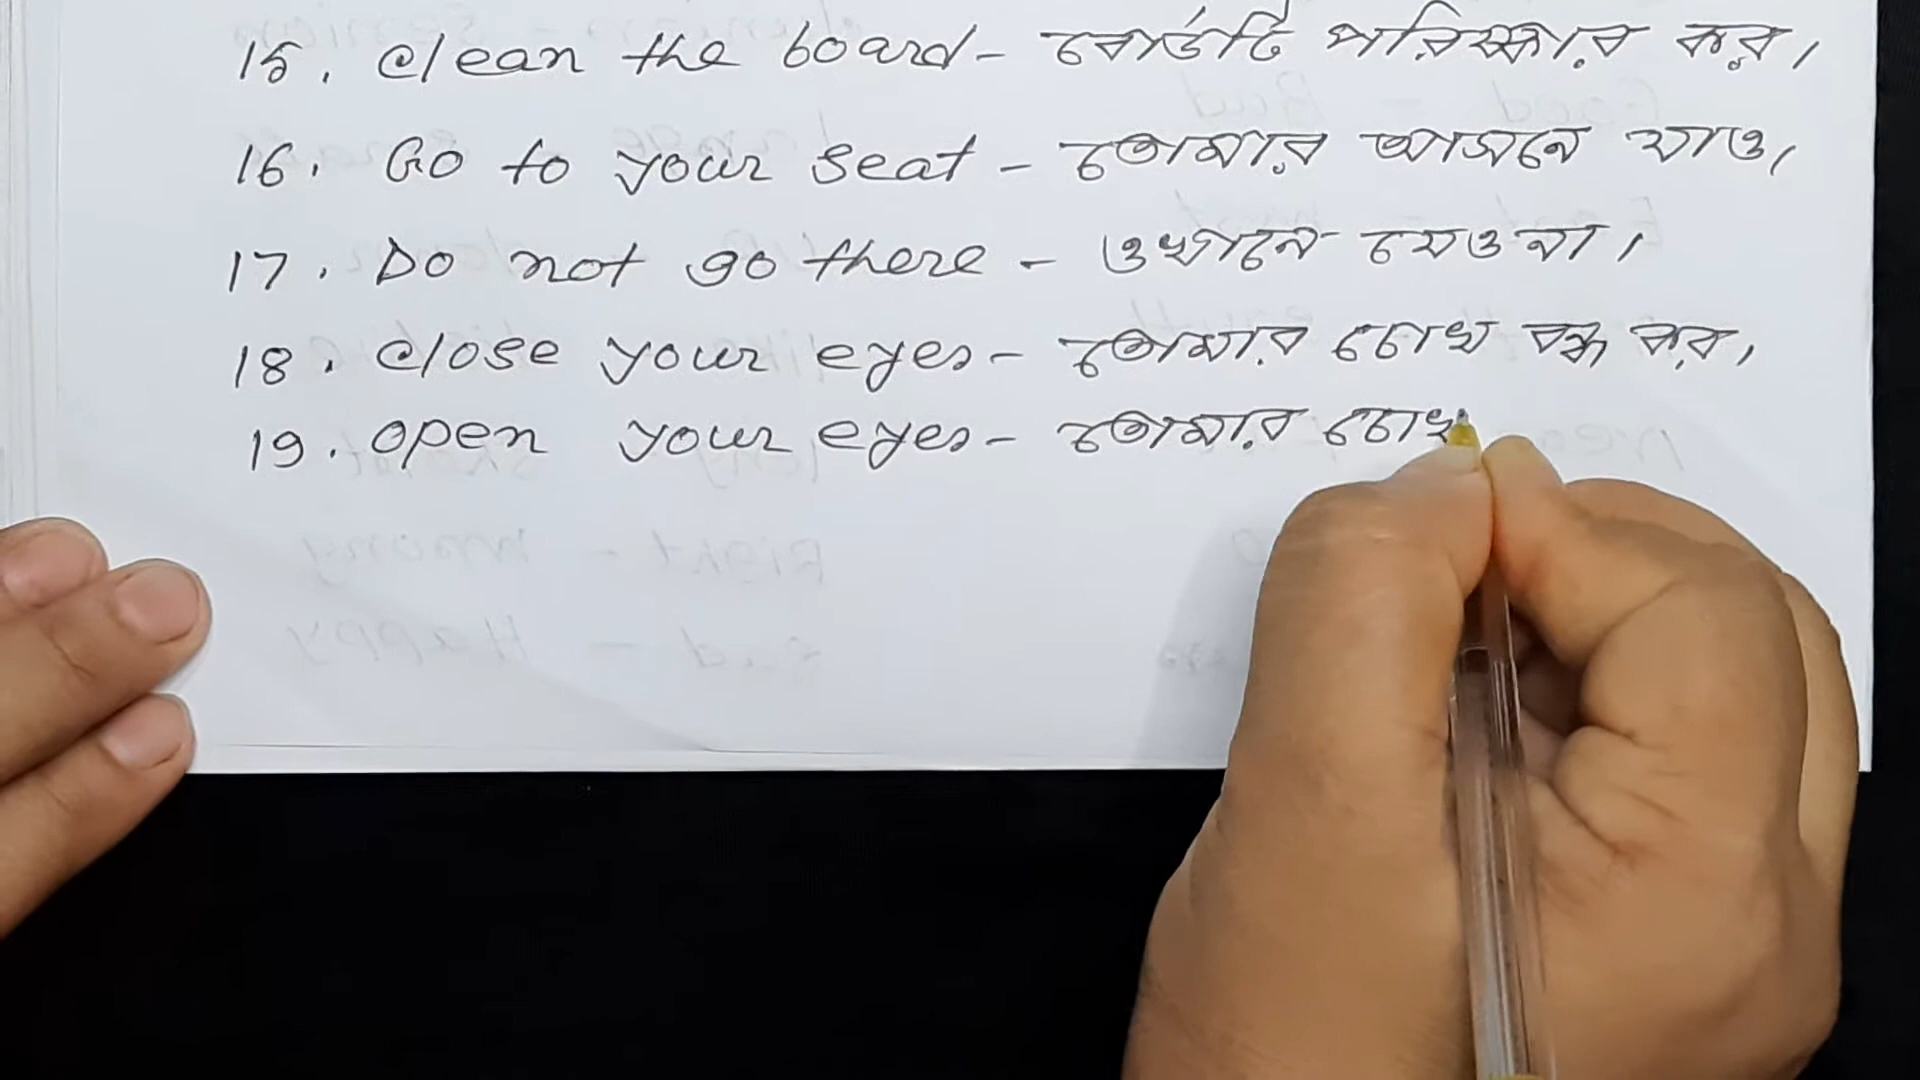 15. Clean the board - বোর্ডটি পরিষ্কার কর।
16. Go to your seat - তোমার আসনে যাও।
17. Do not go there - ওখানে যেও না।
18. Close your eyes - তোমার চোখ বন্ধ কর।
19. Open your eyes - তোমার চোখ